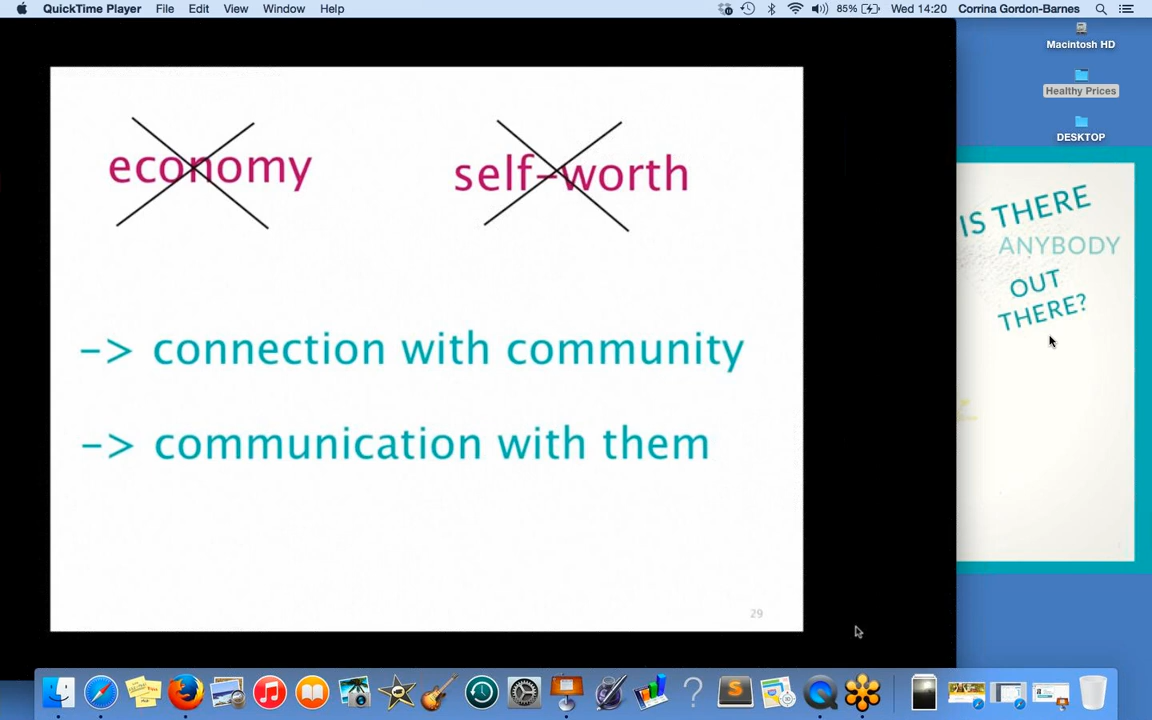 QuickTime Player File Edit View Window Help 85% Wed 14:20 Corrina Gordon-Barnes
Macintosh HD
Healthy Prices
DESKTOP
economy self-worth
-> connection with community
-> communication with them
29
IS THERE
ANYBODY
OUT
THERE?